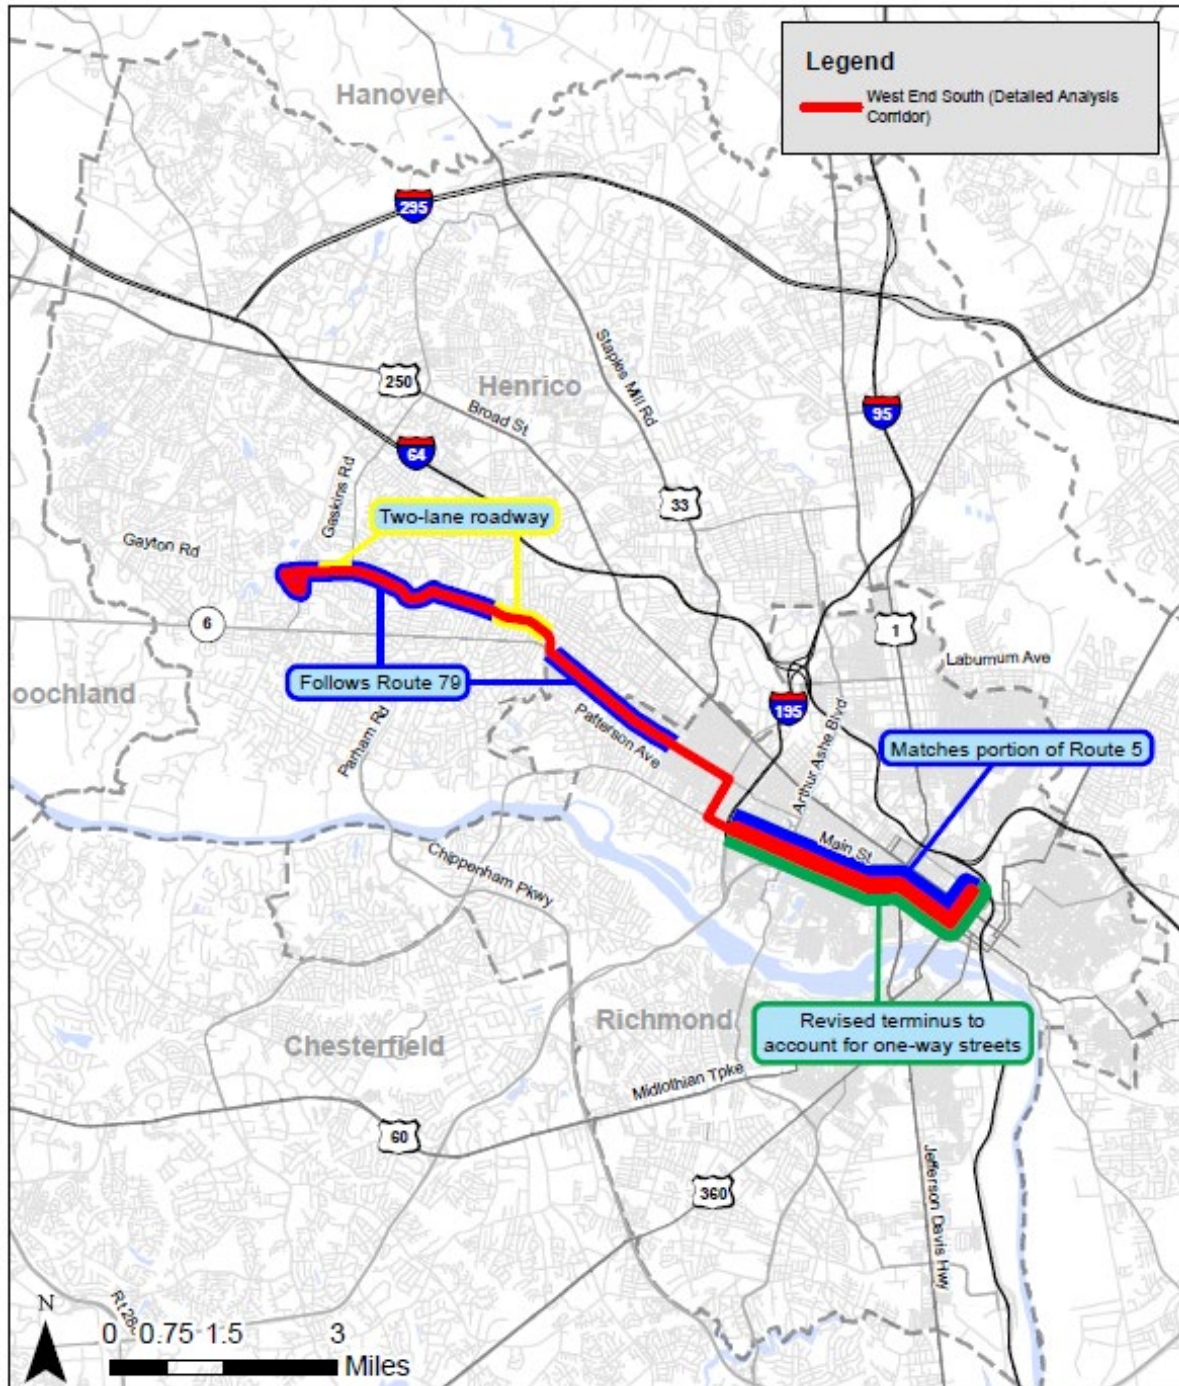 Legend
West End South (Detailed Analysis
Corridor)
Hanover
295
Staples Mill Rd
250
Henrico
Broad St
95
64
Gaskins Rd
33
Two-lane roadway
Gayton Rd
6
1
Laburnum Ave
Follows Route 79
oochland
195
Parham Rd
Patterson Ave
Arthur Ashe Blvd
Matches portion of Route 5
Main St
Chippenham Pkwy
Richmond
Revised terminus to
account for one-way streets
Chesterfield
Midlothian Tpke
60
360
Jefferson Davis Hwy
N
Rt 288
0 0.75 1.5 3
Miles